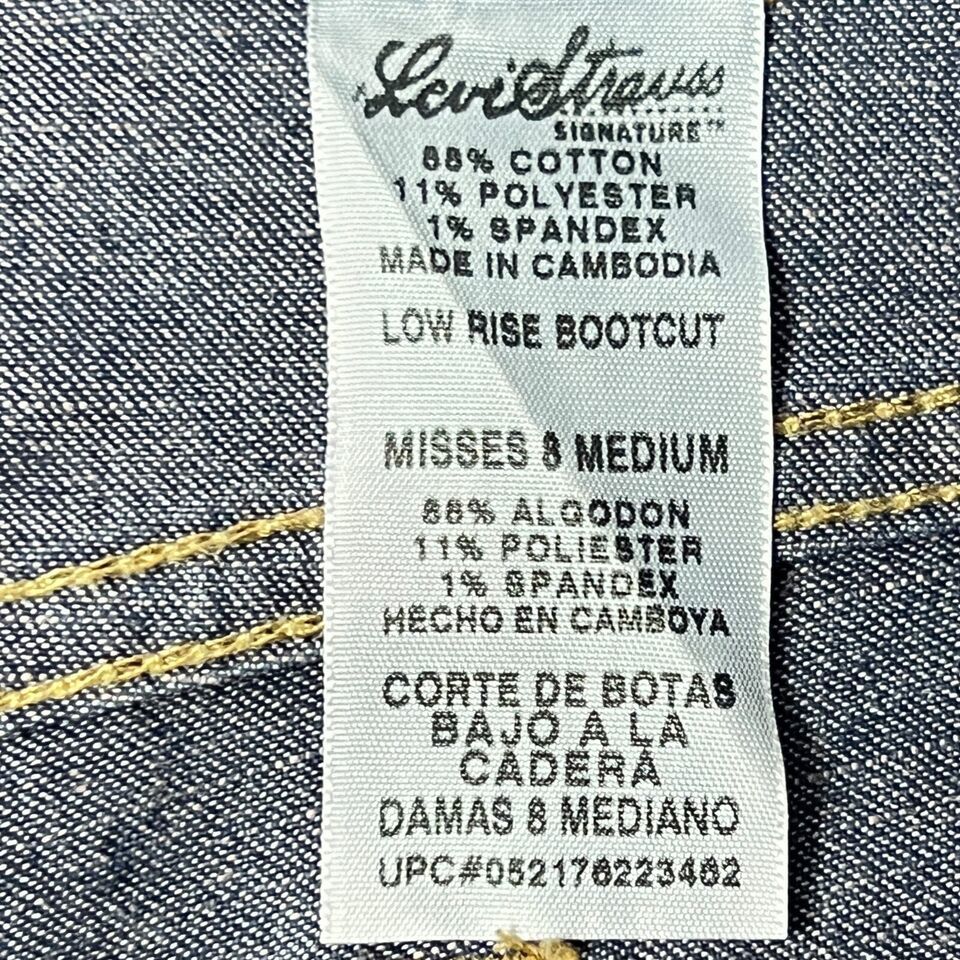 Levi Strauss
SIGNATURE™
88% COTTON
11% POLYESTER
1% SPANDEX
MADE IN CAMBODIA
LOW RISE BOOTCUT
MISSES 8 MEDIUM
88% ALGODON
11% POLIESTER
1% SPANDEX
HECHO EN CAMBOYA
CORTE DE BOTAS
BAJO A LA
CADERA
DAMAS 8 MEDIANO
UPC#052176223462